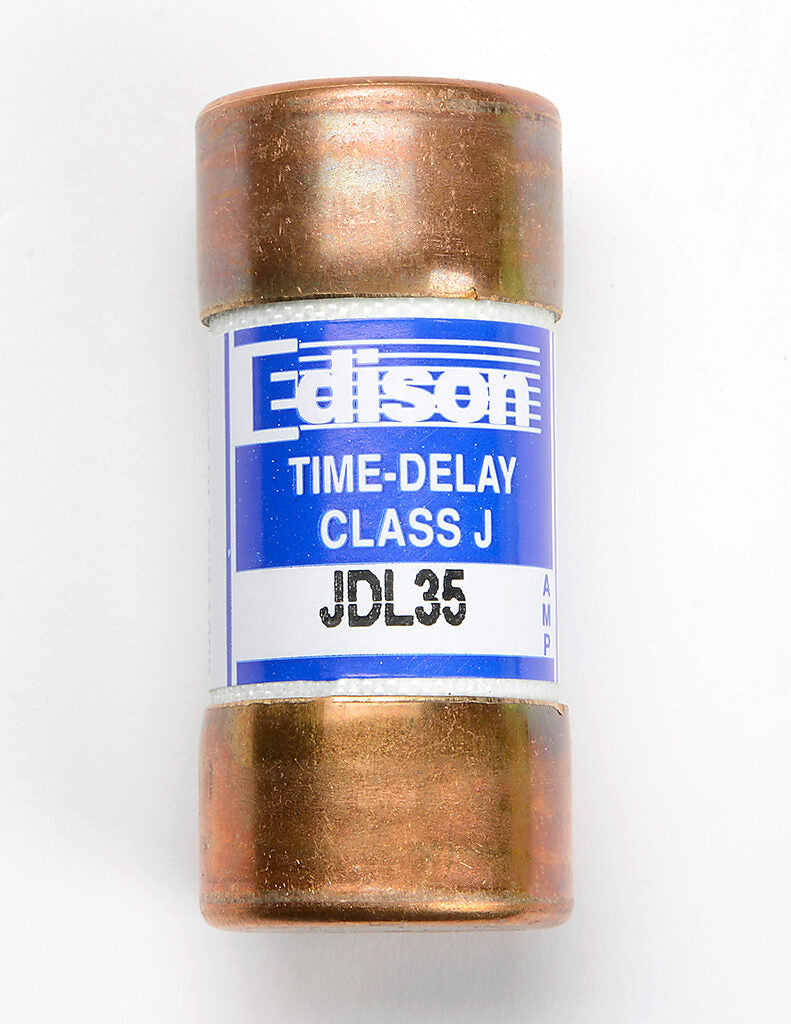 Edison
TIME-DELAY
CLASS J
JDL35
AMP